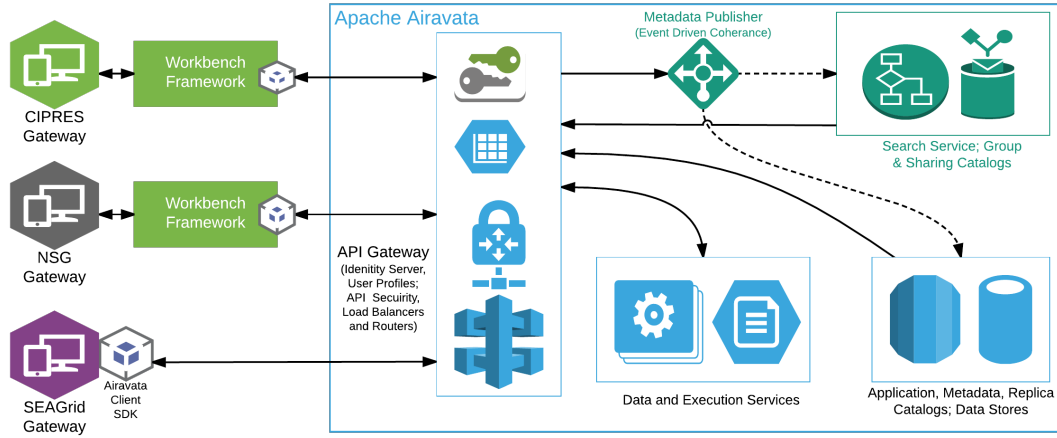 Apache Airavata
Metadata Publisher
(Event Driven Coherance)
Workbench
Framework
CIPRES
Gateway
Search Service; Group
& Sharing Catalogs
Workbench
Framework
NSG
Gateway
API Gateway
(Idenitity Server,
User Profiles;
API Secuirity,
Load Balancers
and Routers)
SEAGrid
Gateway
Airavata
Client
SDK
Data and Execution Services
Application, Metadata, Replica
Catalogs; Data Stores